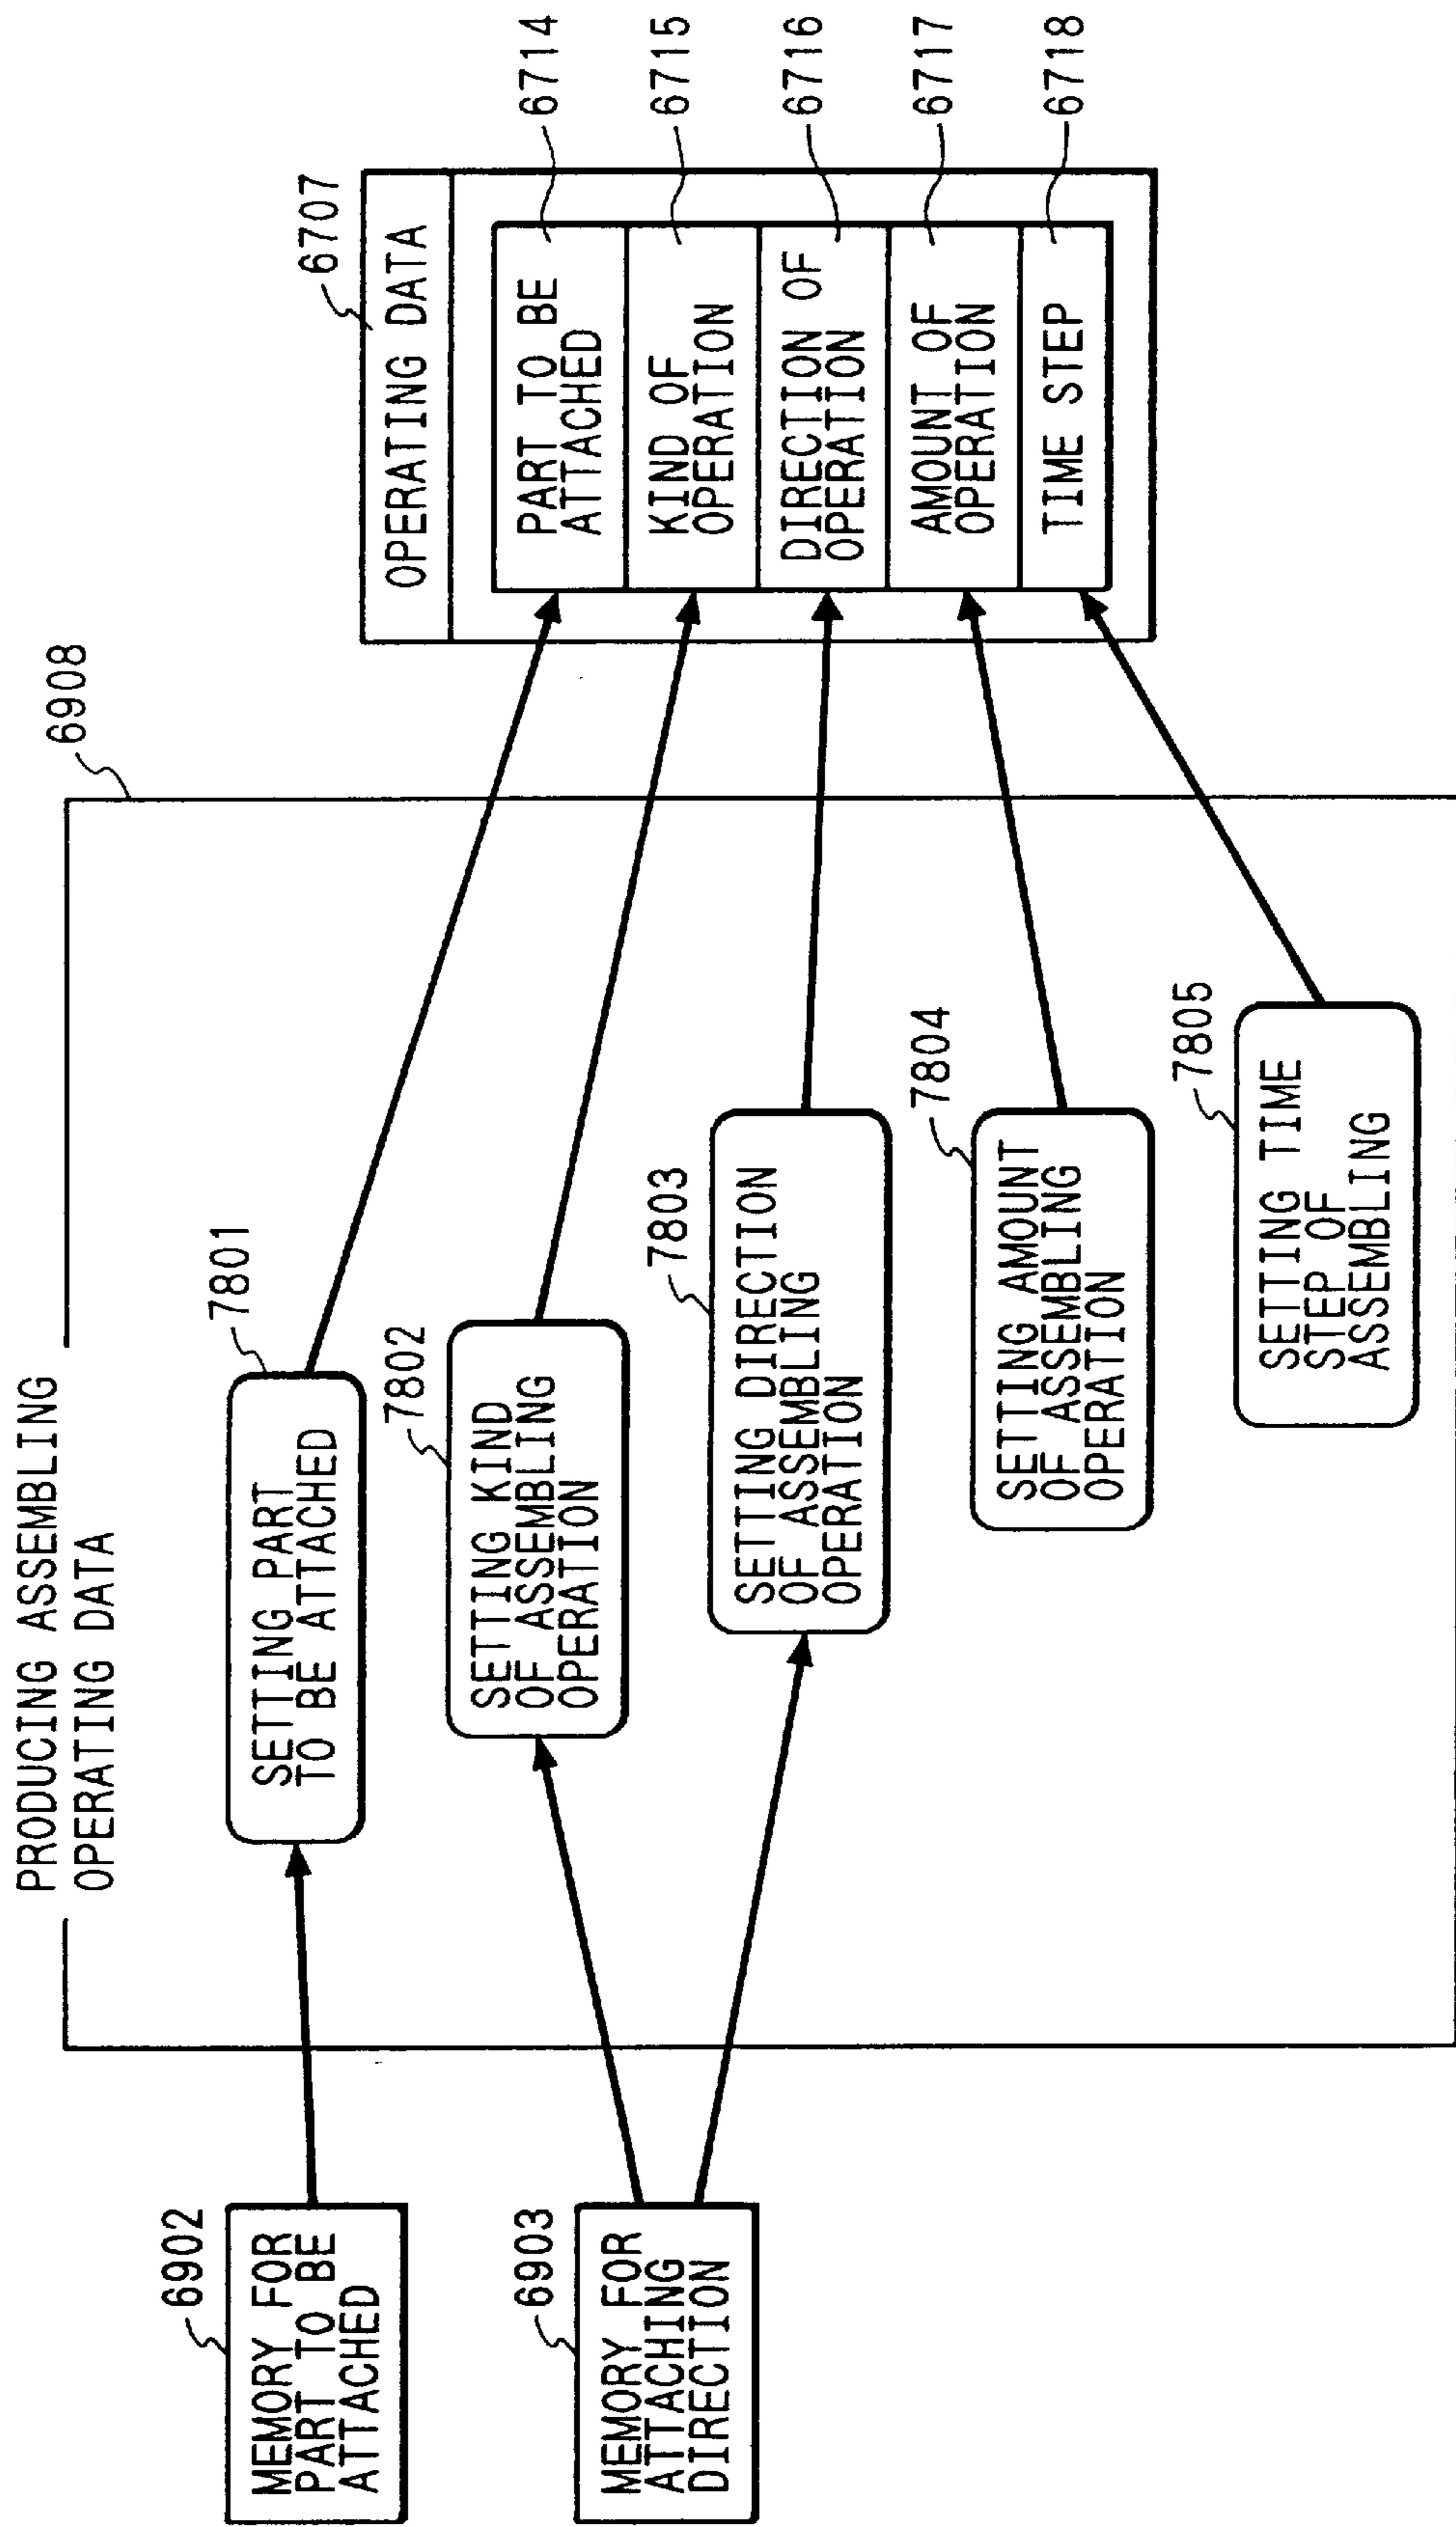 PRODUCING ASSEMBLING
OPERATING DATA
6908
6902
MEMORY FOR
PART TO BE
ATTACHED
6903
MEMORY FOR
ATTACHING
DIRECTION
7801
SETTING PART
TO BE ATTACHED
7802
SETTING KIND
OF ASSEMBLING
OPERATION
7803
SETTING DIRECTION
OF ASSEMBLING
OPERATION
7804
SETTING AMOUNT
OF ASSEMBLING
OPERATION
7805
SETTING TIME
STEP OF
ASSEMBLING
6707
OPERATING DATA
PART TO BE
ATTACHED
6714
KIND OF
OPERATION
6715
DIRECTION OF
OPERATION
6716
AMOUNT OF
OPERATION
6717
TIME STEP
6718